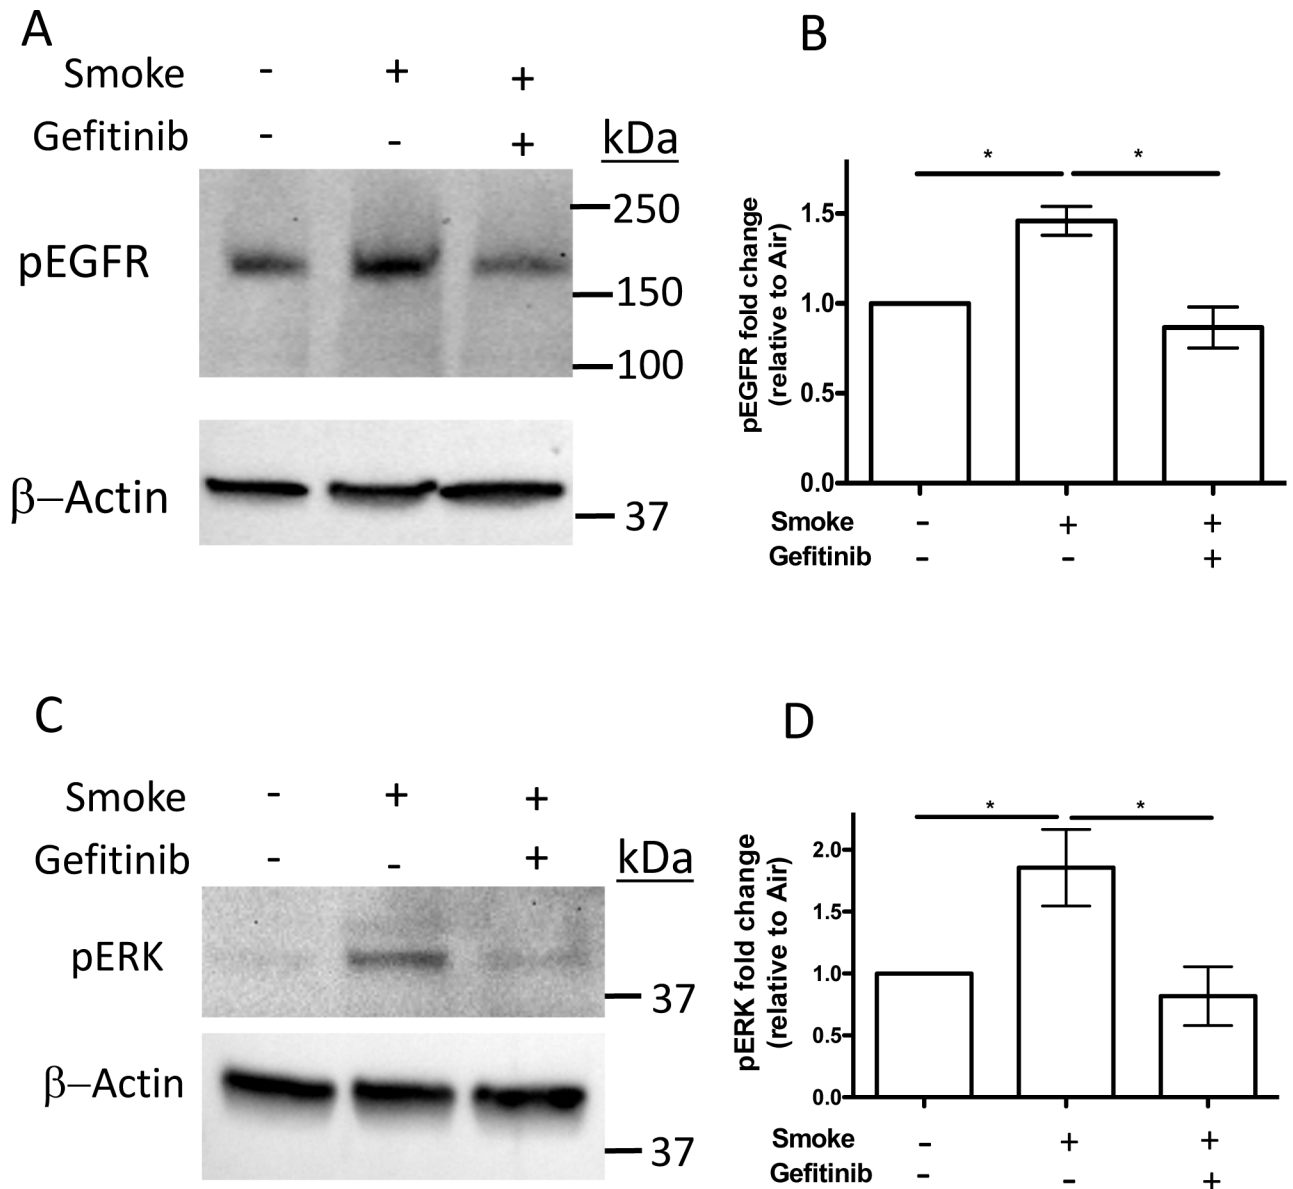 A
Smoke - + +
Gefitinib - - + kDa
pEGFR
250
150
100
β–Actin
37
B
* *
pEGFR fold change
(relative to Air)
1.5
1.0
0.5
0.0
Smoke - + +
Gefitinib - - +
C
Smoke - + +
Gefitinib - - + kDa
pERK
37
β–Actin
37
D
* *
pERK fold change
(relative to Air)
2.0
1.5
1.0
0.5
0.0
Smoke - + +
Gefitinib - - +